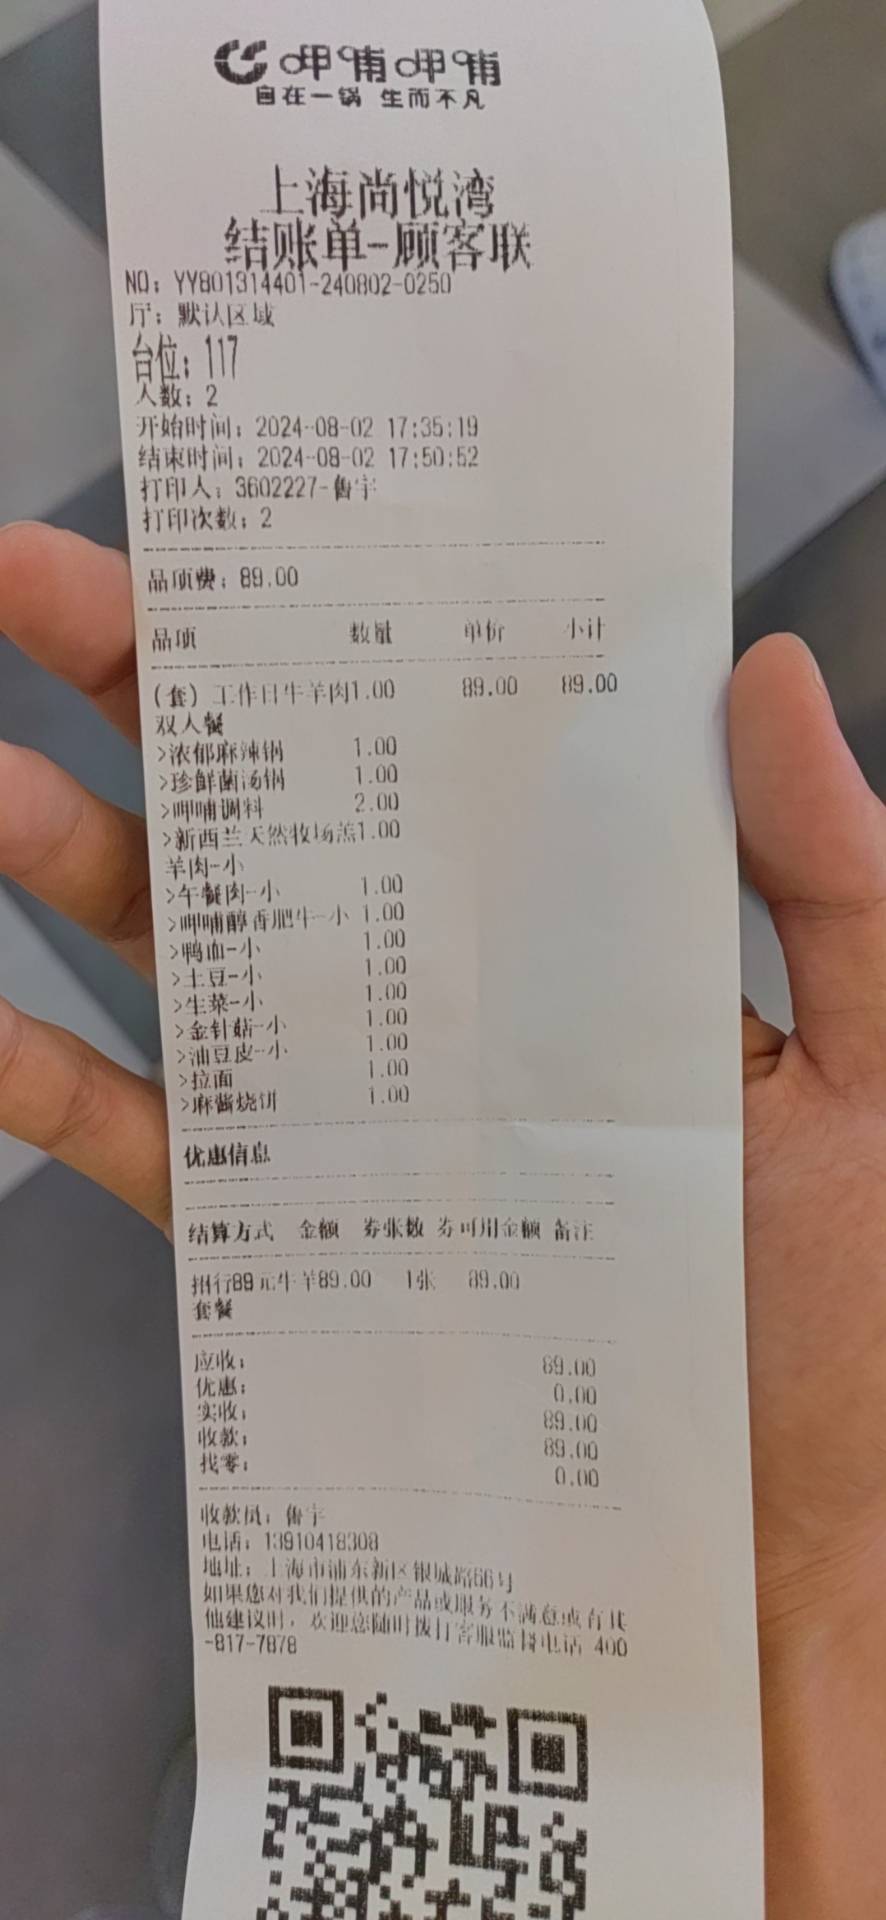 呷哺呷哺
自在一锅 生而不凡
上海尚悦湾
结账单-顾客联
NO: YY801314401-240802-0250
厅: 默认区域
台位: 117
人数: 2
开始时间: 2024-08-02 17:35:19
结束时间: 2024-08-02 17:50:52
打印人: 3602227-鲁宇
打印次数: 2
品项费: 89.00
品项 数量 单价 小计
(套) 工作日牛羊肉1.00 89.00 89.00
双人餐
>浓郁麻辣锅 1.00
>珍鲜菌汤锅 1.00
>呷哺调料 2.00
>新西兰天然牧场羔1.00
羊肉-小
>午餐肉-小 1.00
>呷哺醇香肥牛-小 1.00
>鸭血-小 1.00
>土豆-小 1.00
>生菜-小 1.00
>金针菇-小 1.00
>油豆皮-小 1.00
>拉面 1.00
>麻酱烧饼 1.00
优惠信息
结算方式 金额 券张数 券可用金额 备注
招行89元牛羊89.00 1张 89.00
套餐
应收: 89.00
优惠: 0.00
实收: 89.00
收款: 89.00
找零: 0.00
收款员: 鲁宇
电话: 13910418308
地址: 上海市浦东新区银城路66号
如果您对我们提供的产品或服务不满意或有其
他建议时, 欢迎您随时拨打客服监督电话 400
-817-7878